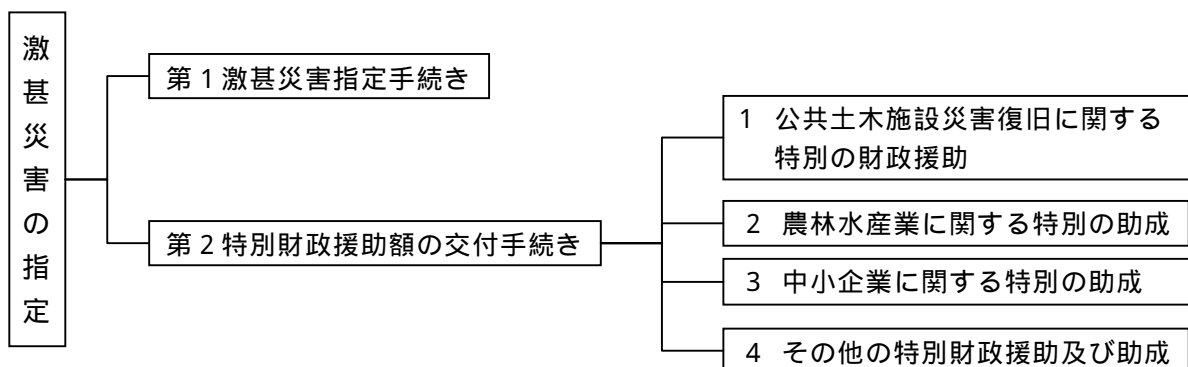 激甚災害の指定
第1激甚災害指定手続き
第2特別財政援助額の交付手続き
1 公共土木施設災害復旧に関する
特別の財政援助
2 農林水産業に関する特別の助成
3 中小企業に関する特別の助成
4 その他の特別財政援助及び助成